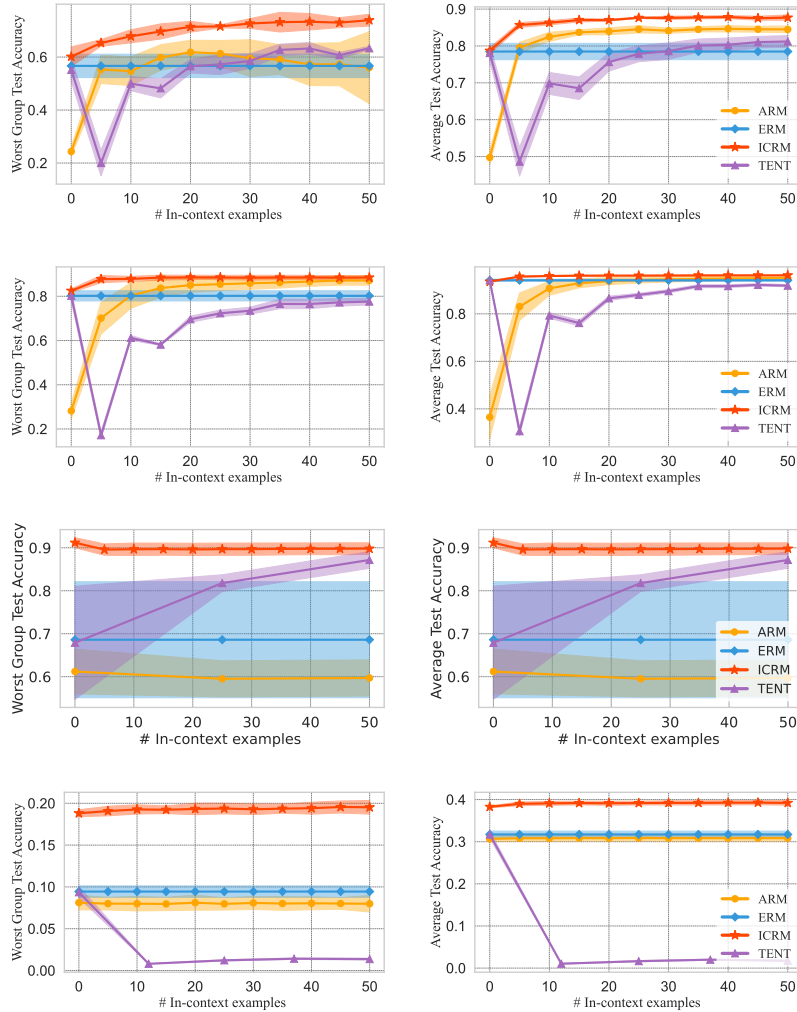 Worst Group Test Accuracy
0.6
0.4
0.2
0 10 20 30 40 50
# In-context examples
Average Test Accuracy
0.9
0.8
0.7
0.6
0.5
0 10 20 30 40 50
# In-context examples
ARM
ERM
ICRM
TENT
Worst Group Test Accuracy
0.8
0.6
0.4
0.2
0 10 20 30 40 50
# In-context examples
Average Test Accuracy
0.8
0.6
0.4
0 10 20 30 40 50
# In-context examples
ARM
ERM
ICRM
TENT
Worst Group Test Accuracy
0.9
0.8
0.7
0.6
0 10 20 30 40 50
# In-context examples
Average Test Accuracy
0.9
0.8
0.7
0.6
0 10 20 30 40 50
# In-context examples
ARM
ERM
ICRM
TENT
Worst Group Test Accuracy
0.20
0.15
0.10
0.05
0.00
0 10 20 30 40 50
# In-context examples
Average Test Accuracy
0.4
0.3
0.2
0.1
0.0
0 10 20 30 40 50
# In-context examples
ARM
ERM
ICRM
TENT